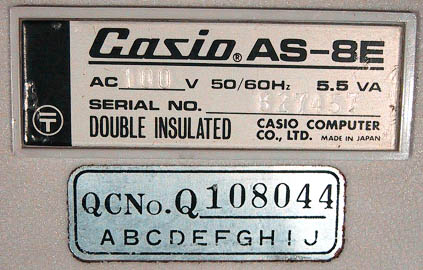 Casio® AS-8E
AC 100 V 50/60Hz 5.5 VA
SERIAL NO.
DOUBLE INSULATED CASIO COMPUTER
CO., LTD. MADE IN JAPAN
QCNo. Q 108044
ABCDEFGHIJ